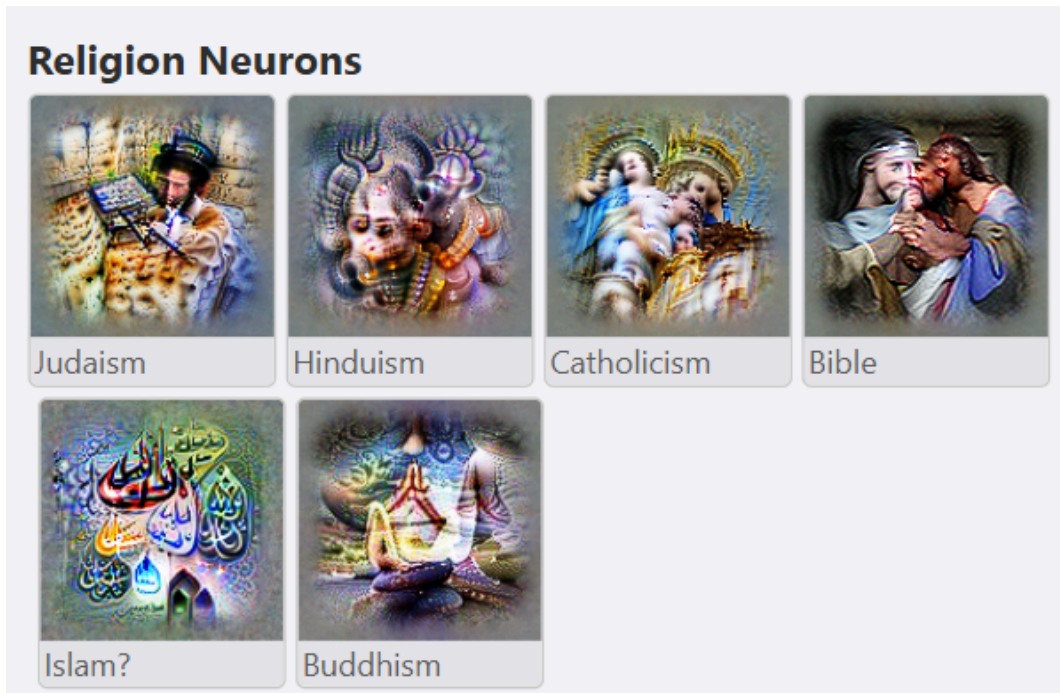 Religion Neurons
Judaism
Hinduism
Catholicism
Bible
Islam?
Buddhism